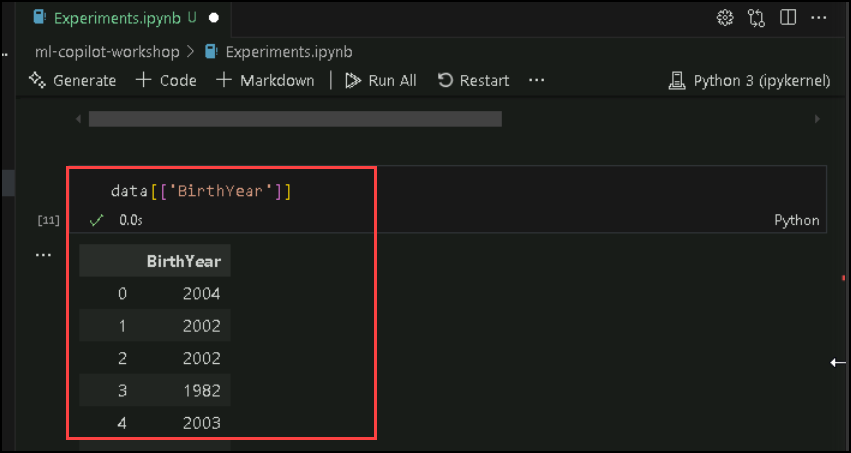 Experiments.ipynb U
ml-copilot-workshop > Experiments.ipynb
Generate + Code + Markdown | Run All Restart ...
Python 3 (ipykernel)
data[['BirthYear']]
[11] ✓ 0.0s
Python
...
BirthYear
0 2004
1 2002
2 2002
3 1982
4 2003